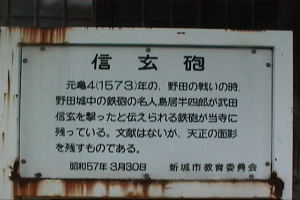 信玄砲
元亀4(1573)年の、野田の戦いの時、
野田城中の鉄砲の名人鳥居半四郎が武田
信玄を撃ったと伝えられる鉄砲が当寺に
残っている。文献はないが、天正の面影
を残すものである。
昭和57年3月30日 新城市教育委員会